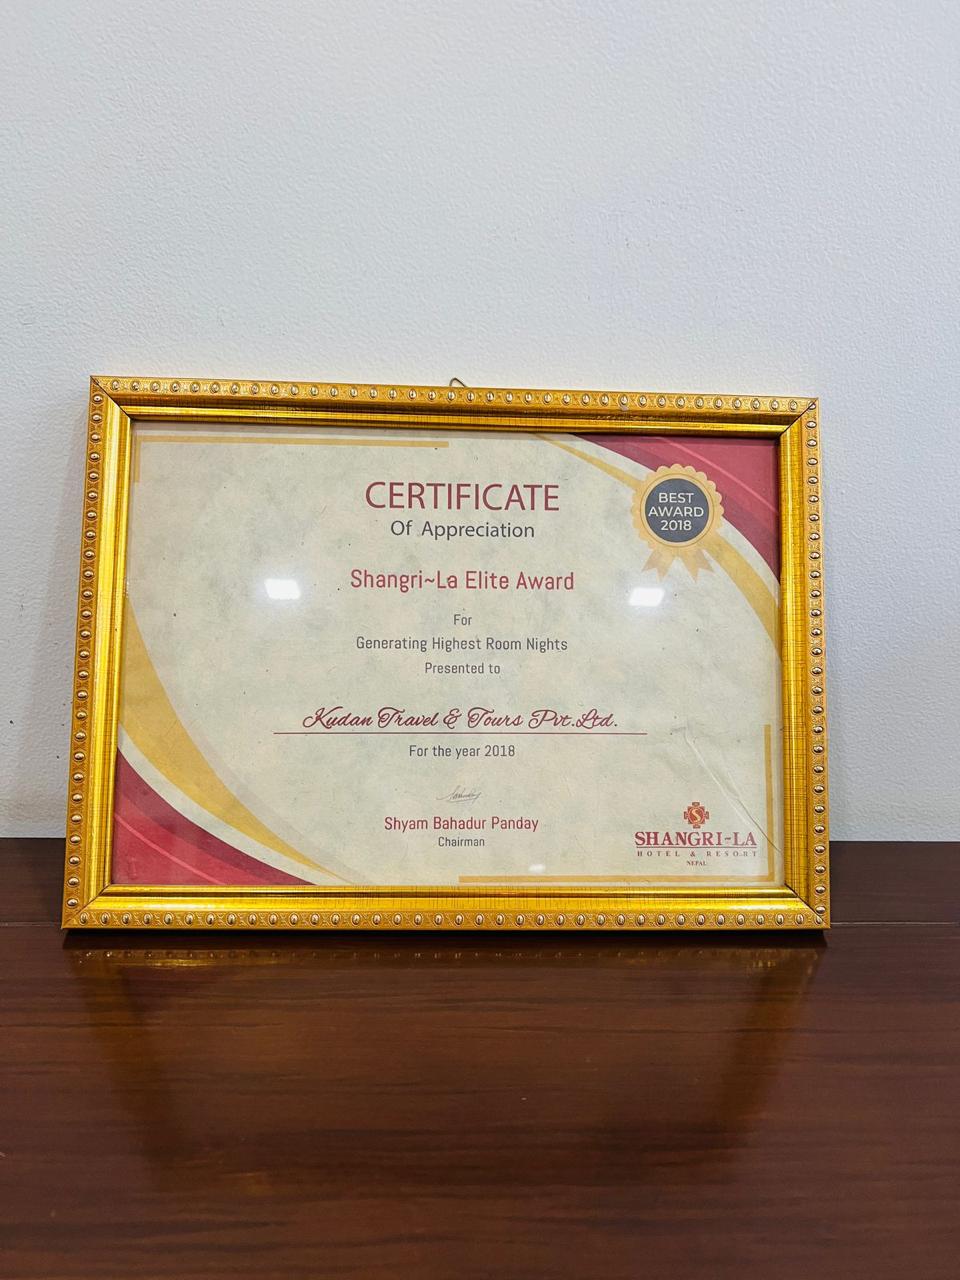 CERTIFICATE
Of Appreciation
BEST
AWARD
2018
Shangri~La Elite Award
For
Generating Highest Room Nights
Presented to
Kudan Travel & Tours Pvt.Ltd.
For the year 2018
Shyam Bahadur Panday
Chairman
S
SHANGRI~LA
HOTEL & RESORT
NEPAL